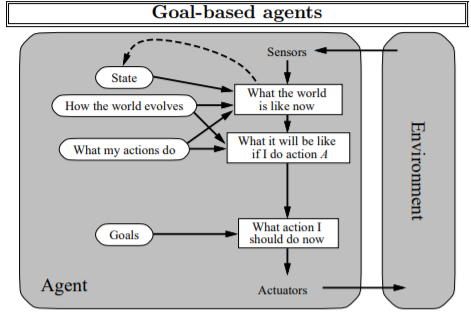 Goal-based agents
Sensors
State
What the world
is like now
How the world evolves
What it will be like
if I do action A
What my actions do
Environment
What action I
should do now
Goals
Agent
Actuators